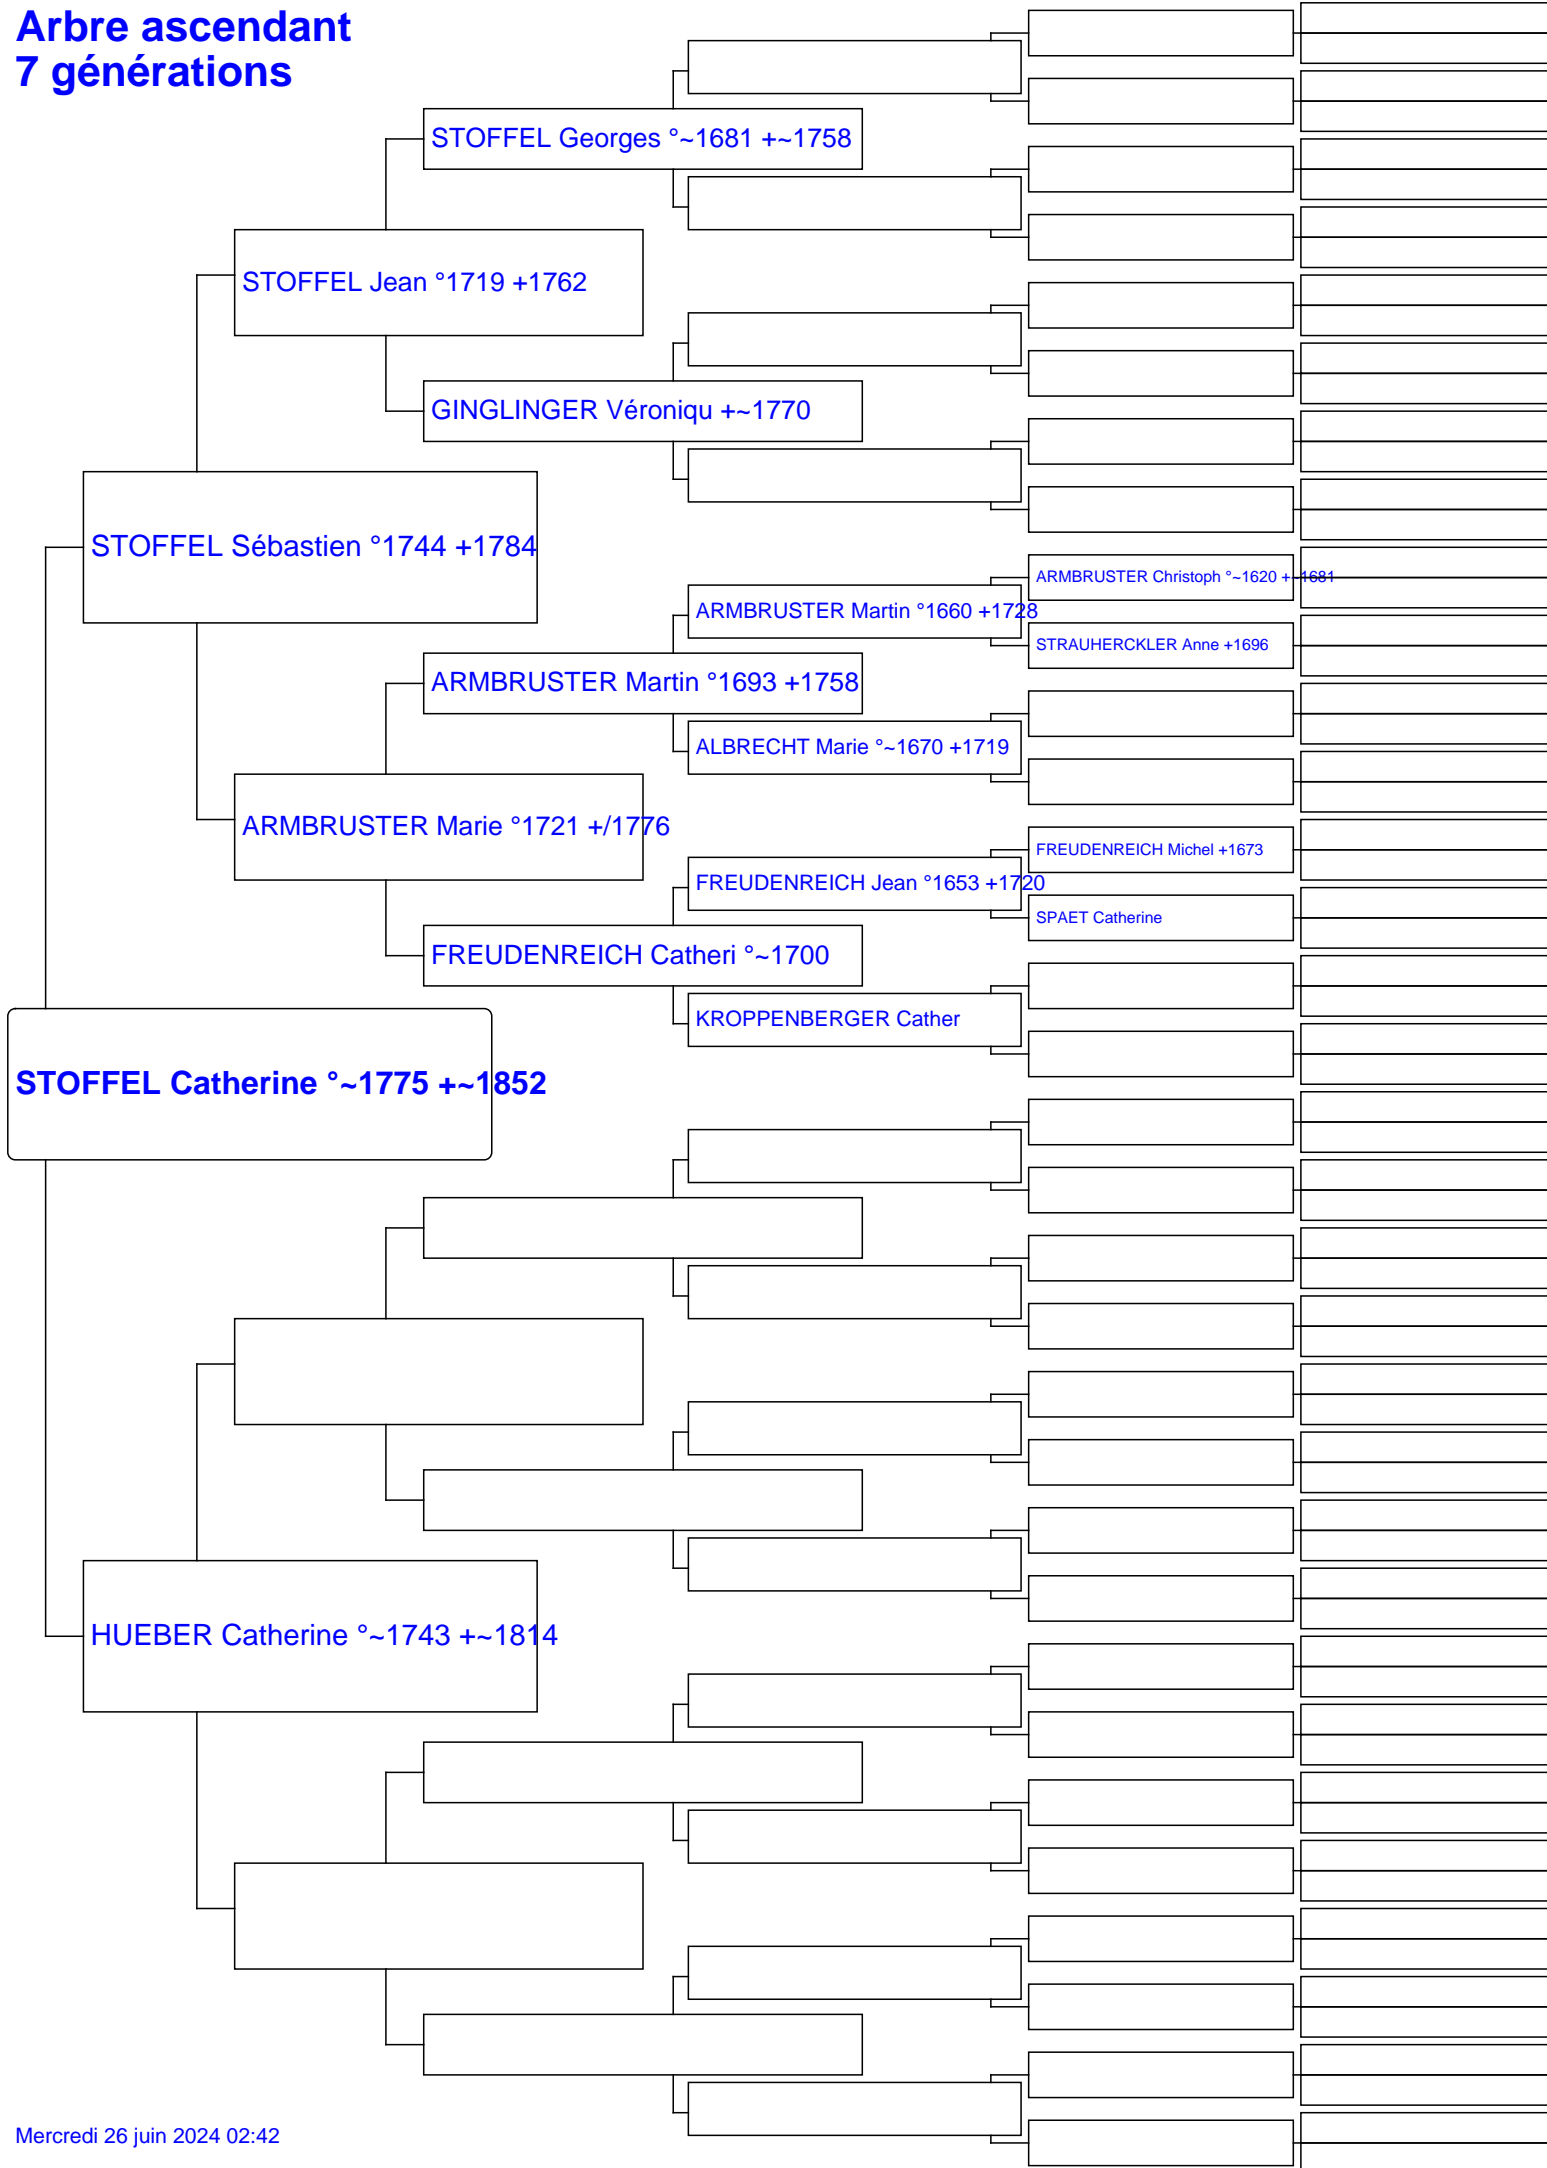 Arbre ascendant
7 générations
STOFFEL Georges °~1681 +~1758
STOFFEL Jean °1719 +1762
GINGLINGER Véroniqu +~1770
STOFFEL Sébastien °1744 +1784
ARMBRUSTER Christoph °~1620 +~1681
ARMBRUSTER Martin °1660 +1728
STRAUHERCKLER Anne +1696
ARMBRUSTER Martin °1693 +1758
ALBRECHT Marie °~1670 +1719
ARMBRUSTER Marie °1721 +/1776
FREUDENREICH Michel +1673
FREUDENREICH Jean °1653 +1720
SPAET Catherine
FREUDENREICH Catheri °~1700
KROPPENBERGER Cather
STOFFEL Catherine °~1775 +~1852
HUEBER Catherine °~1743 +~1814
Mercredi 26 juin 2024 02:42